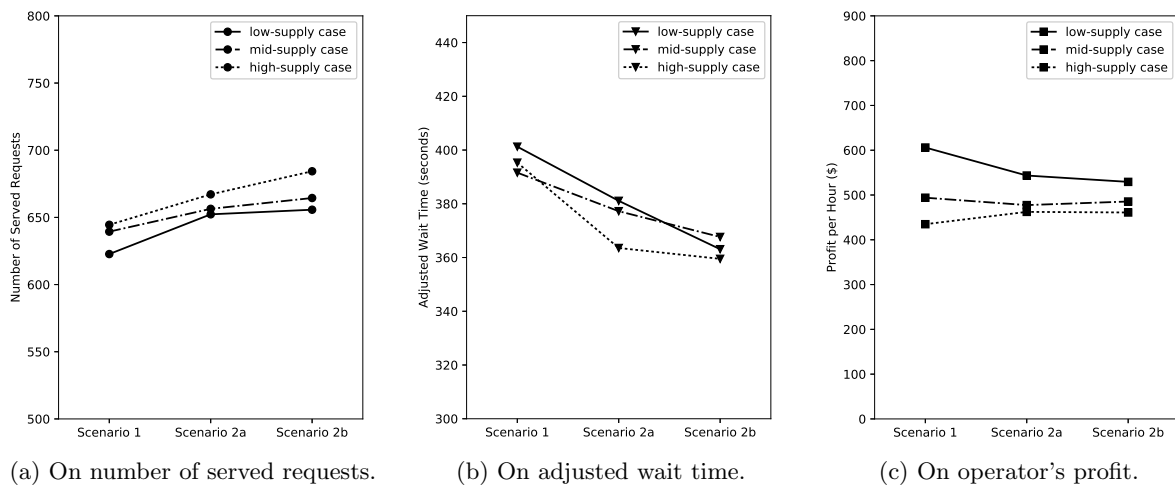 800
750
700
650
600
550
500
Number of Served Requests
low-supply case
mid-supply case
high-supply case
Scenario 1
Scenario 2a
Scenario 2b
(a) On number of served requests.
440
420
400
380
360
340
320
300
Adjusted Wait Time (seconds)
low-supply case
mid-supply case
high-supply case
Scenario 1
Scenario 2a
Scenario 2b
(b) On adjusted wait time.
900
800
700
600
500
400
300
200
100
0
Profit per Hour ($)
low-supply case
mid-supply case
high-supply case
Scenario 1
Scenario 2a
Scenario 2b
(c) On operator's profit.